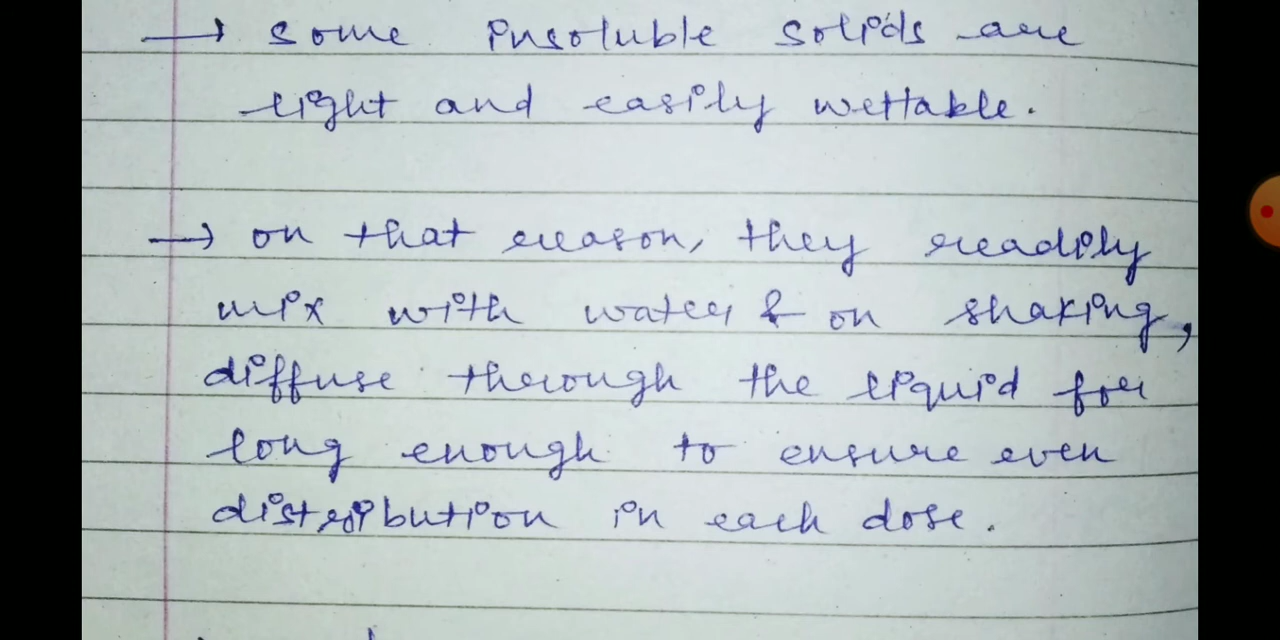 → some insoluble solids are
light and easily wettable.
→ on that reason, they readily
mix with water & on shaking,
diffuse through the liquid for
long enough to ensure even
distribution in each dose.